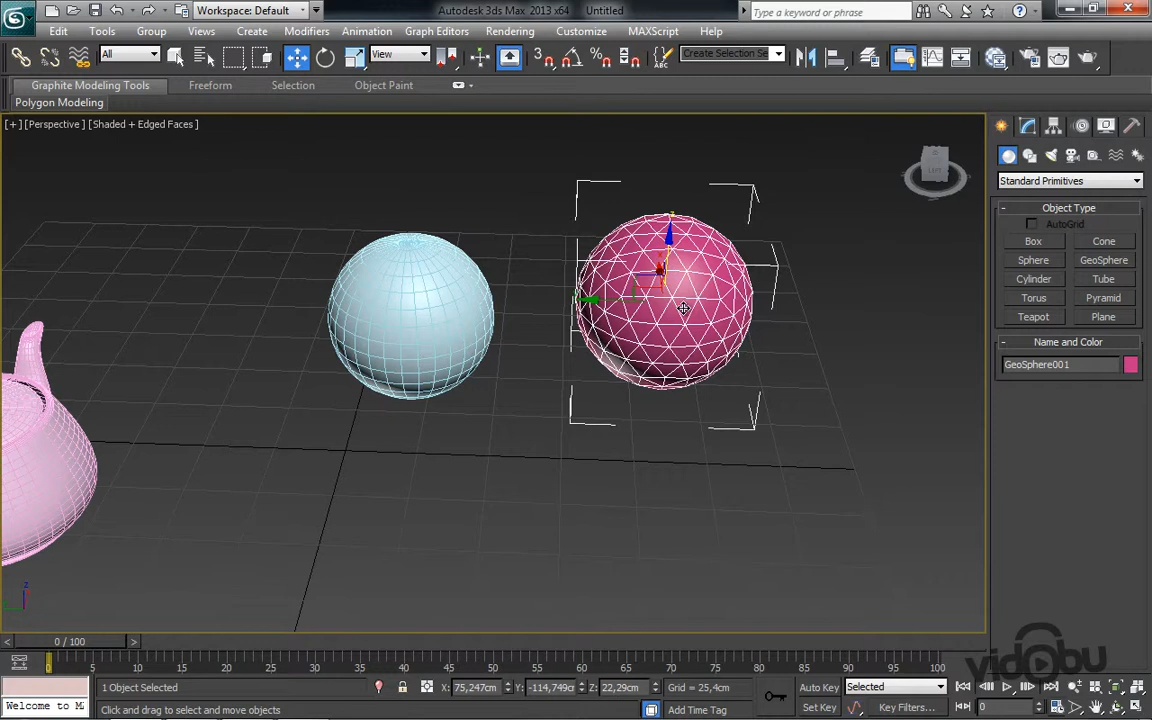 Workspace: Default
Autodesk 3ds Max 2013 x64 Untitled
Type a keyword or phrase
Edit Tools Group Views Create Modifiers Animation Graph Editors Rendering Customize MAXScript Help
All View Create Selection Se
Graphite Modeling Tools Freeform Selection Object Paint
Polygon Modeling
[+] [Perspective] [Shaded + Edged Faces]
Standard Primitives
- Object Type
AutoGrid
Box Cone
Sphere GeoSphere
Cylinder Tube
Torus Pyramid
Teapot Plane
- Name and Color
GeoSphere001
z
< 0 / 100 >
0 5 10 15 20 25 30 35 40 45 50 55 60 65 70 75 80 85 90 95 100
vidobu
1 Object Selected X: 75,247cm Y: -114,749c Z: 22,29cm Grid = 25,4cm Auto Key Selected
Welcome to MA Click and drag to select and move objects Add Time Tag Set Key Key Filters... 0